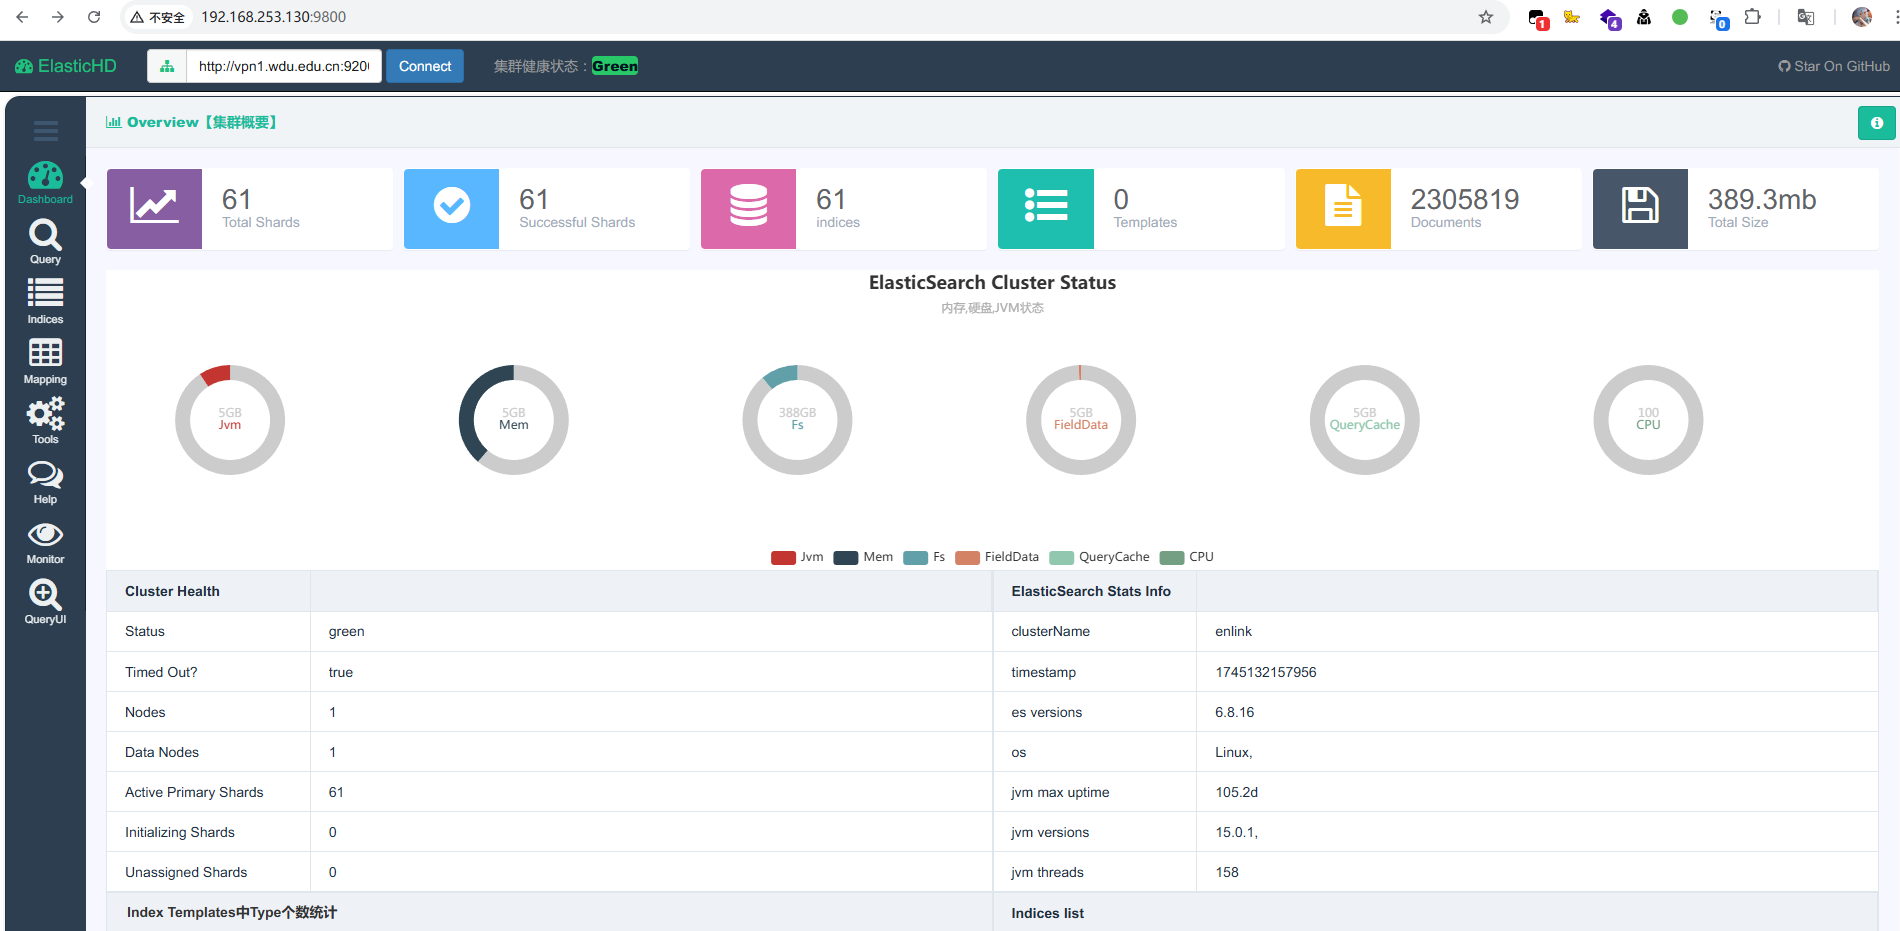 不安全 192.168.253.130:9800
1 4 0
ElasticHD http://vpn1.wdu.edu.cn:920 Connect 集群健康状态：Green Star On GitHub
Overview【集群概要】
Dashboard
Query
Indices
Mapping
Tools
Help
Monitor
QueryUI
61
Total Shards
61
Successful Shards
61
indices
0
Templates
2305819
Documents
389.3mb
Total Size
ElasticSearch Cluster Status
内存,硬盘,JVM状态
5GB
Jvm
5GB
Mem
388GB
Fs
5GB
FieldData
5GB
QueryCache
100
CPU
Jvm Mem Fs FieldData QueryCache CPU
Cluster Health
Status green
Timed Out? true
Nodes 1
Data Nodes 1
Active Primary Shards 61
Initializing Shards 0
Unassigned Shards 0
Index Templates中Type个数统计
ElasticSearch Stats Info
clusterName enlink
timestamp 1745132157956
es versions 6.8.16
os Linux,
jvm max uptime 105.2d
jvm versions 15.0.1,
jvm threads 158
Indices list